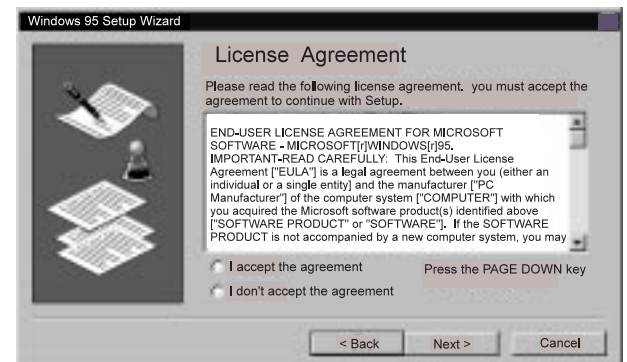 Windows 95 Setup Wizard
License Agreement
Please read the following license agreement. you must accept the
agreement to continue with Setup.
END-USER LICENSE AGREEMENT FOR MICROSOFT
SOFTWARE - MICROSOFT[r]WINDOWS[r]95.
IMPORTANT-READ CAREFULLY: This End-User License
Agreement ["EULA"] is a legal agreement between you (either an
individual or a single entity) and the manufacturer ["PC
Manufacturer"] of the computer system ["COMPUTER"] with which
you acquired the Microsoft software product(s) identified above
["SOFTWARE PRODUCT" or "SOFTWARE"]. If the SOFTWARE
PRODUCT is not accompanied by a new computer system, you may
I accept the agreement
Press the PAGE DOWN key
I don't accept the agreement
< Back
Next >
Cancel